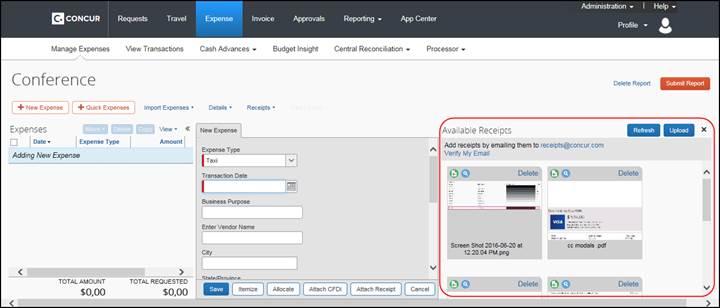 CONCUR
Requests Travel Expense Invoice Approvals Reporting App Center
Administration | Help
Profile
Manage Expenses View Transactions Cash Advances Budget Insight Central Reconciliation Processor
Conference
Delete Report Submit Report
+ New Expense + Quick Expenses Import Expenses Details Receipts
Expenses Move Delete Copy View
Date Expense Type Amount
Adding New Expense
TOTAL AMOUNT TOTAL REQUESTED
$0,00 $0,00
New Expense
Expense Type
Taxi
Transaction Date
Business Purpose
Enter Vendor Name
City
State/Province
Save Itemize Allocate Attach CFDi Attach Receipt Cancel
Available Receipts Refresh Upload
Add receipts by emailing them to receipts@concur.com
Verify My Email
Delete Delete
VISA
Screen Shot 2016-06-20 at
12.20.04 PM.png
cc modals .pdf
Delete Delete